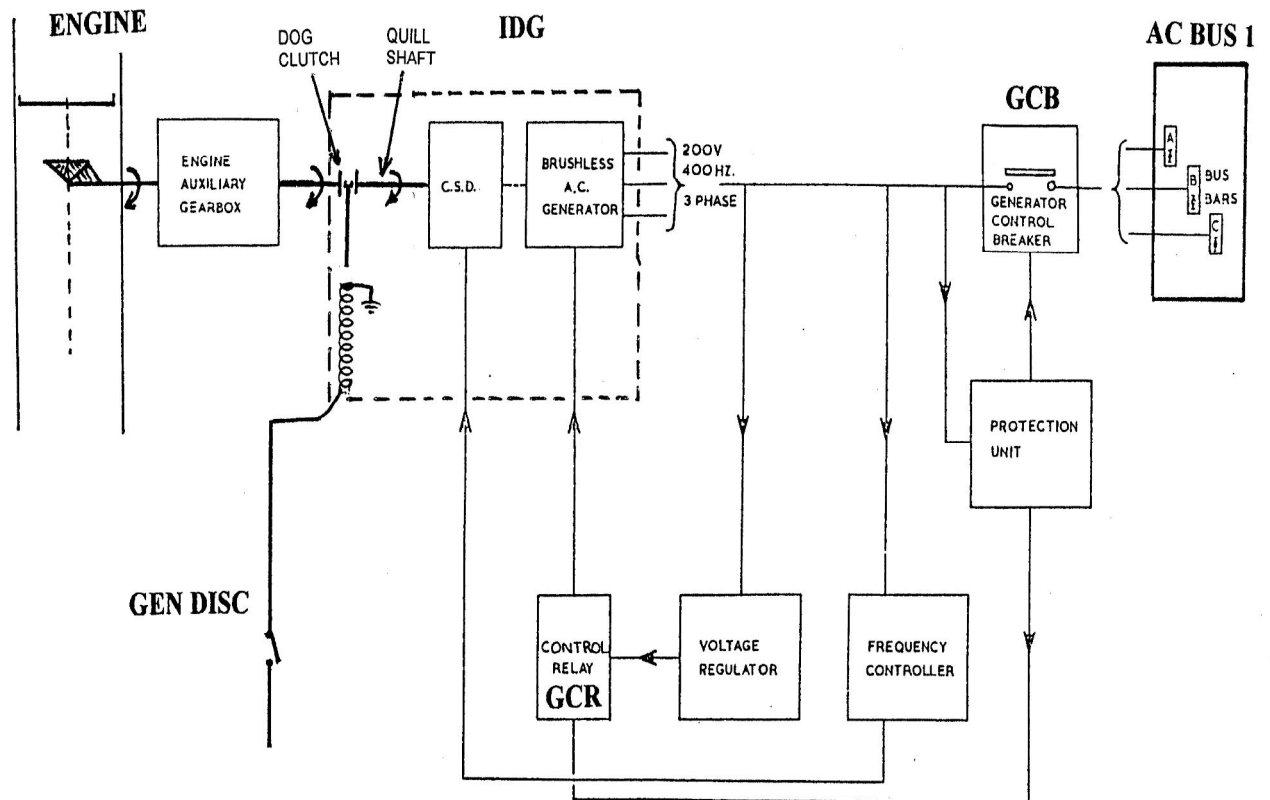 ENGINE
IDG
DOG
CLUTCH
QUILL
SHAFT
AC BUS 1
GCB
ENGINE
AUXILIARY
GEARBOX
C.S.D.
BRUSHLESS
A.C.
GENERATOR
200V
400HZ.
3 PHASE
GENERATOR
CONTROL
BREAKER
A
B
C
BUS
BARS
PROTECTION
UNIT
GEN DISC
CONTROL
RELAY
GCR
VOLTAGE
REGULATOR
FREQUENCY
CONTROLLER